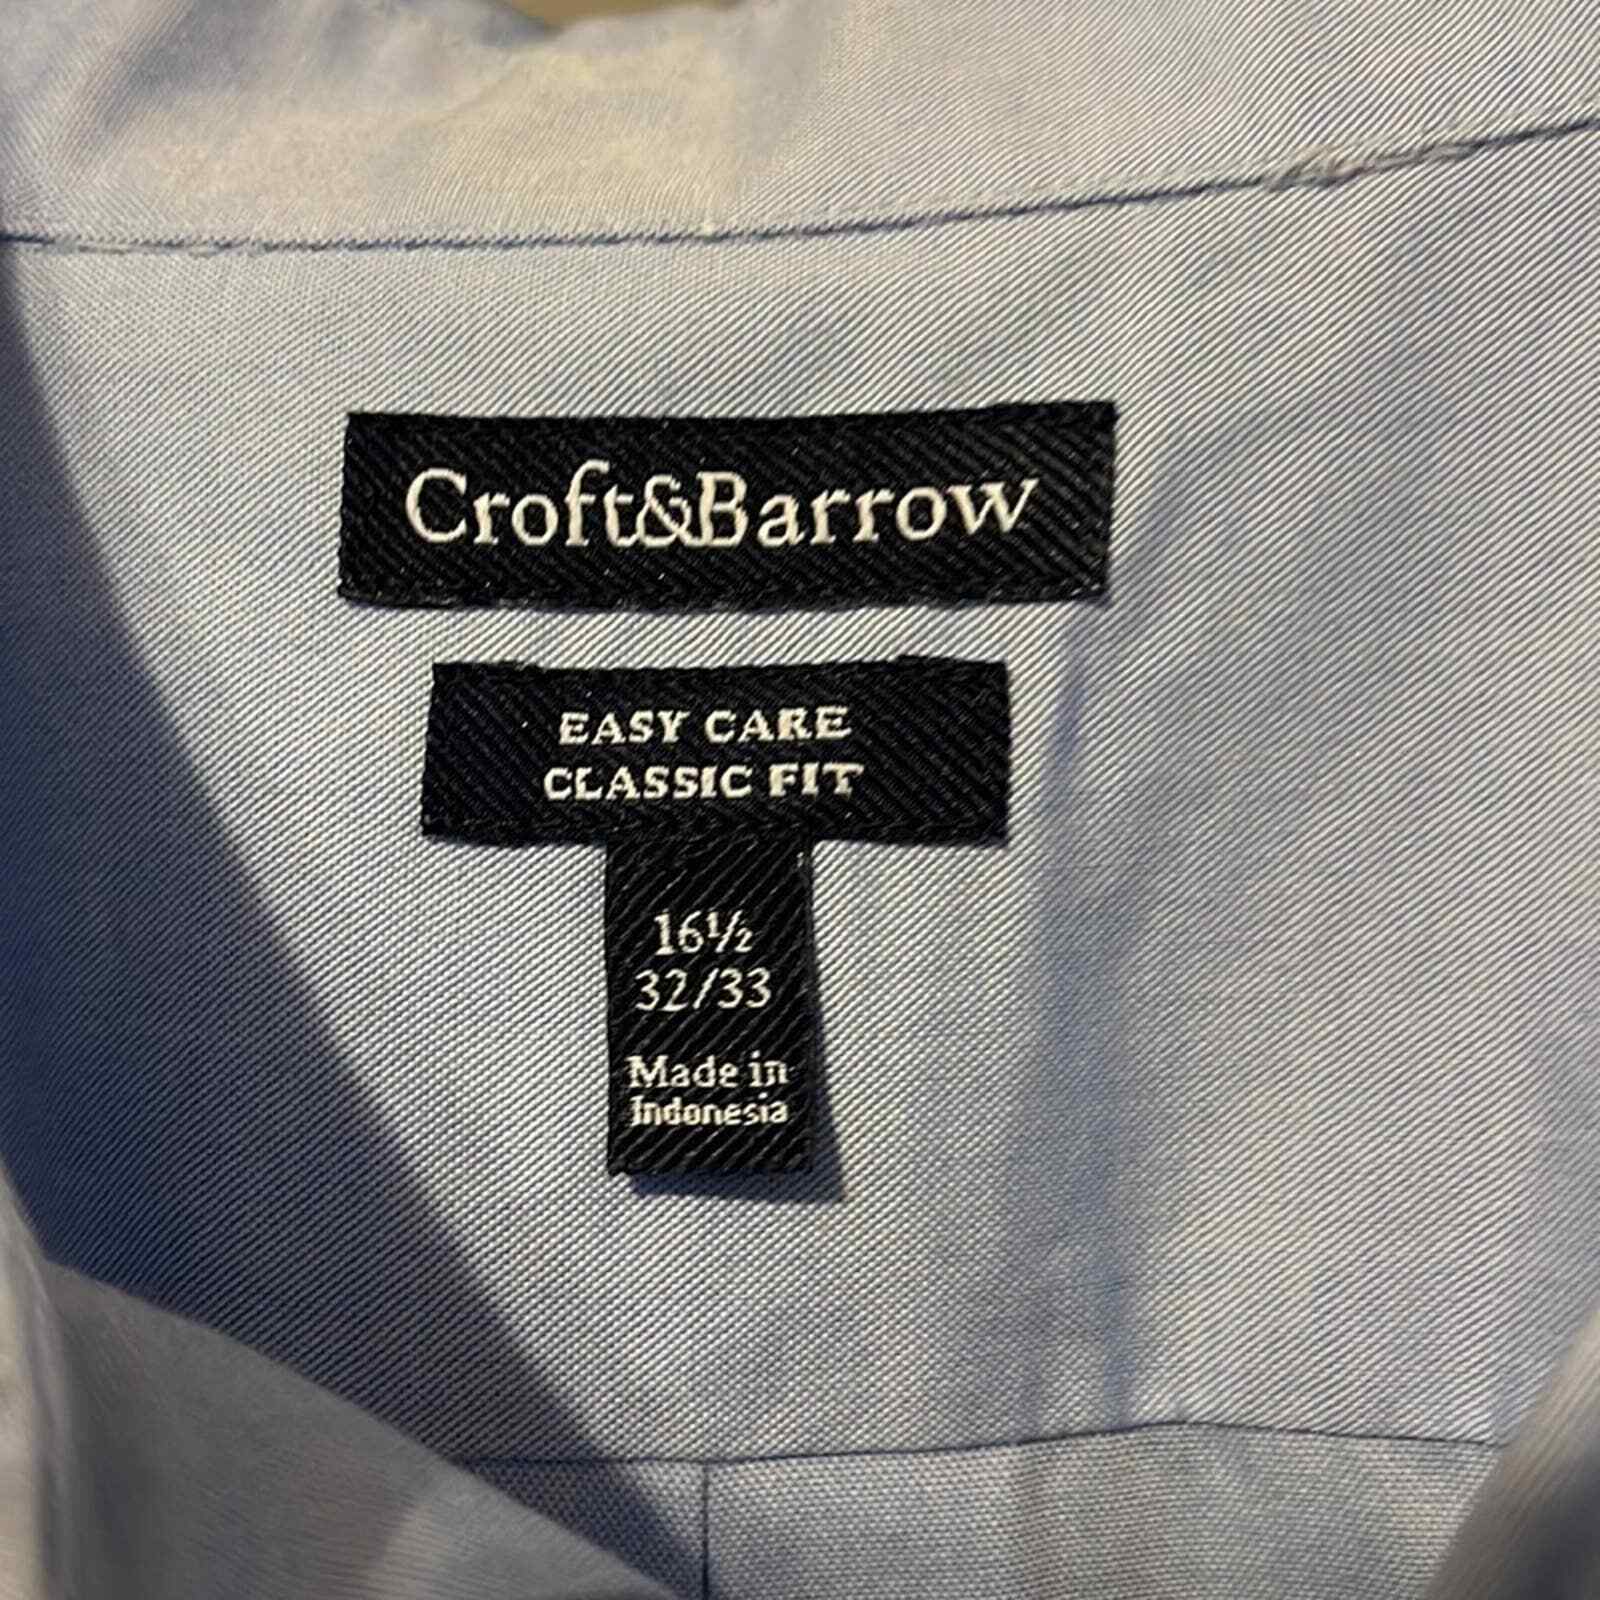 Croft&Barrow
EASY CARE
CLASSIC FIT
16½
32/33
Made in
Indonesia